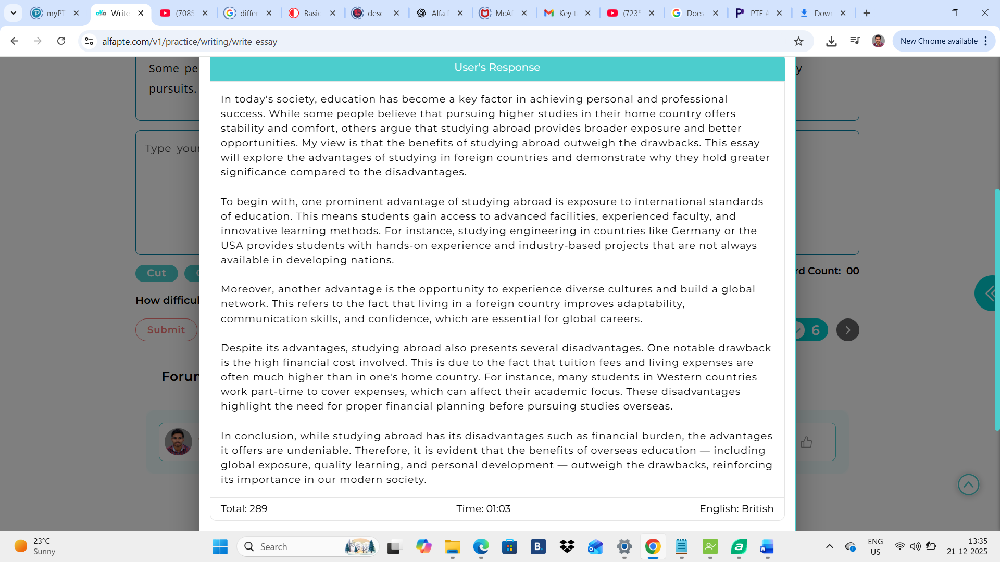 myPT
Write
(7085
differ
Basic
desc-
Alfa P
McAf
Key t
(7235
Does
PTE A
Down
alfapte.com/v1/practice/writing/write-essay
New Chrome available
Some pe
y
pursuits.
User's Response
In today's society, education has become a key factor in achieving personal and professional
success. While some people believe that pursuing higher studies in their home country offers
stability and comfort, others argue that studying abroad provides broader exposure and better
opportunities. My view is that the benefits of studying abroad outweigh the drawbacks. This essay
will explore the advantages of studying in foreign countries and demonstrate why they hold greater
significance compared to the disadvantages.
To begin with, one prominent advantage of studying abroad is exposure to international standards
of education. This means students gain access to advanced facilities, experienced faculty, and
innovative learning methods. For instance, studying engineering in countries like Germany or the
USA provides students with hands-on experience and industry-based projects that are not always
available in developing nations.
Moreover, another advantage is the opportunity to experience diverse cultures and build a global
network. This refers to the fact that living in a foreign country improves adaptability,
communication skills, and confidence, which are essential for global careers.
Despite its advantages, studying abroad also presents several disadvantages. One notable drawback
is the high financial cost involved. This is due to the fact that tuition fees and living expenses are
often much higher than in one's home country. For instance, many students in Western countries
work part-time to cover expenses, which can affect their academic focus. These disadvantages
highlight the need for proper financial planning before pursuing studies overseas.
In conclusion, while studying abroad has its disadvantages such as financial burden, the advantages
it offers are undeniable. Therefore, it is evident that the benefits of overseas education — including
global exposure, quality learning, and personal development — outweigh the drawbacks, reinforcing
its importance in our modern society.
Total: 289 Time: 01:03 English: British
Type your
Cut
rd Count: 00
How difficul
Submit
6
Forum
23°C
Sunny
Search
ENG
US
13:35
21-12-2025